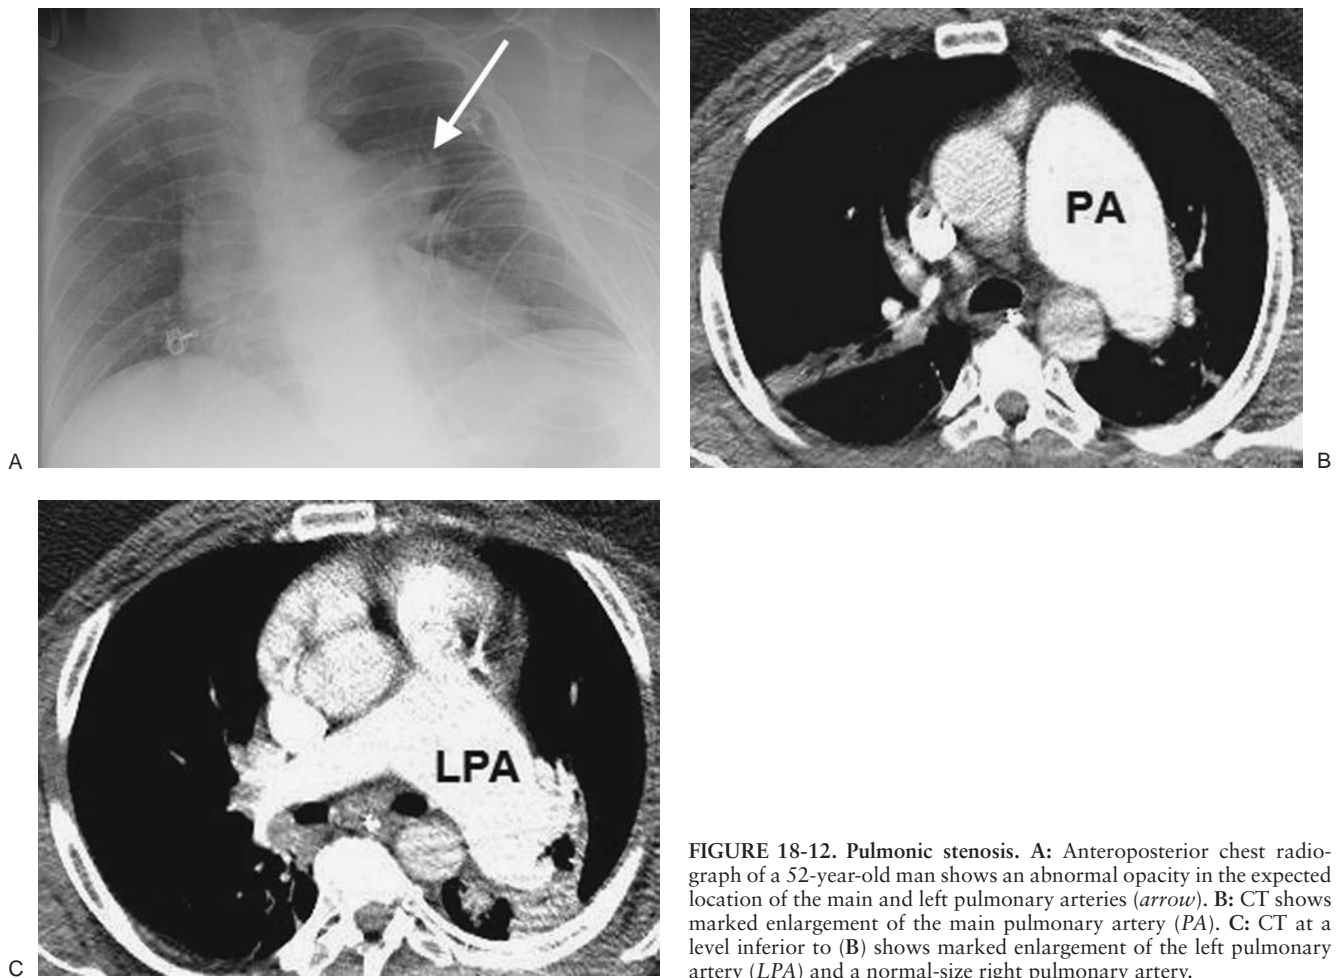 A
PA
B
LPA
C
FIGURE 18-12. Pulmonic stenosis. A: Anteroposterior chest radio-
graph of a 52-year-old man shows an abnormal opacity in the expected
location of the main and left pulmonary arteries (arrow). B: CT shows
marked enlargement of the main pulmonary artery (PA). C: CT at a
level inferior to (B) shows marked enlargement of the left pulmonary
artery (LPA) and a normal-size right pulmonary artery.